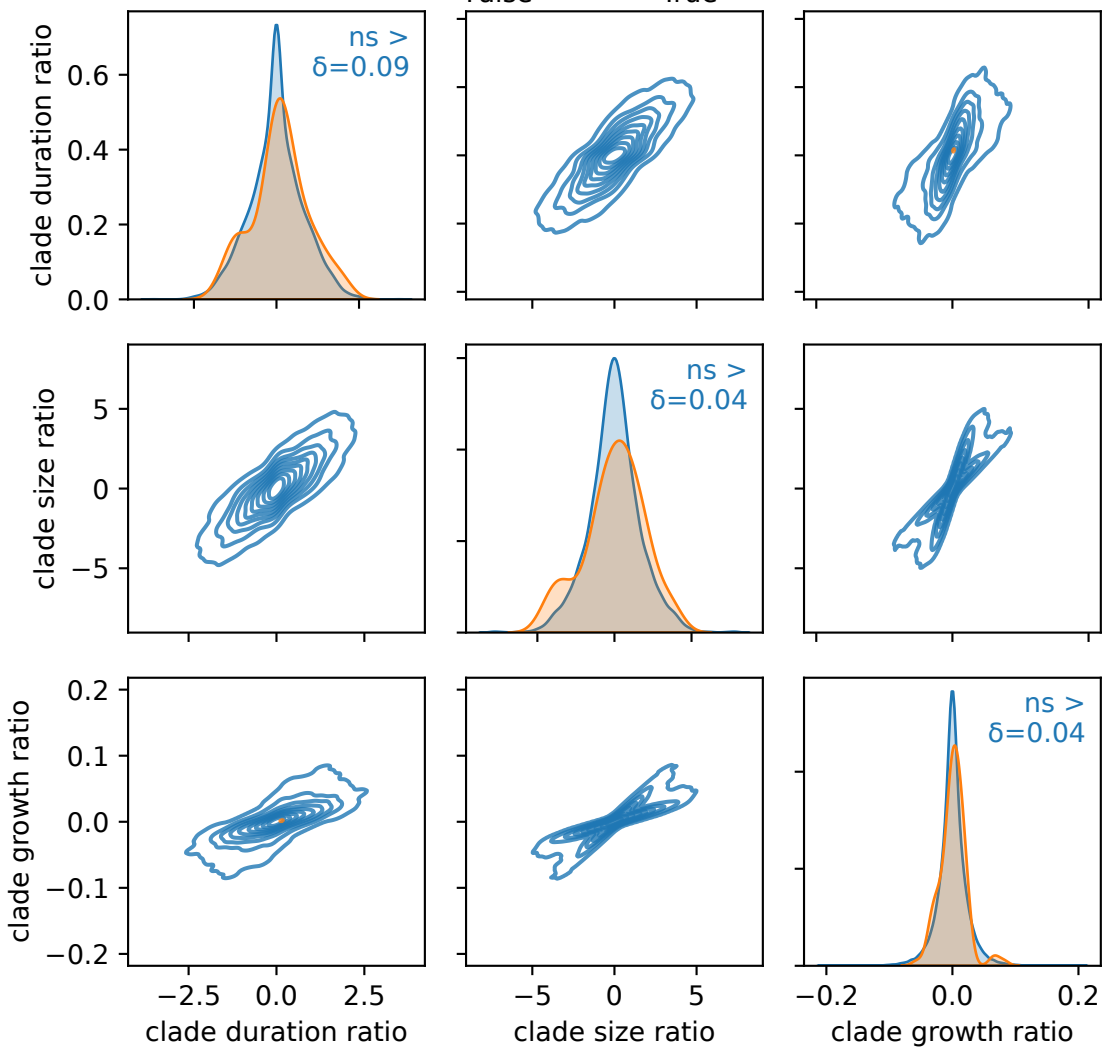 ns >
δ=0.09
clade duration ratio
0.6
0.4
0.2
0.0
ns >
δ=0.04
clade size ratio
5
0
−5
ns >
δ=0.04
clade growth ratio
0.2
0.1
0.0
−0.1
−0.2
−2.5 0.0 2.5
−5 0 5
−0.2 0.0 0.2
clade duration ratio
clade size ratio
clade growth ratio